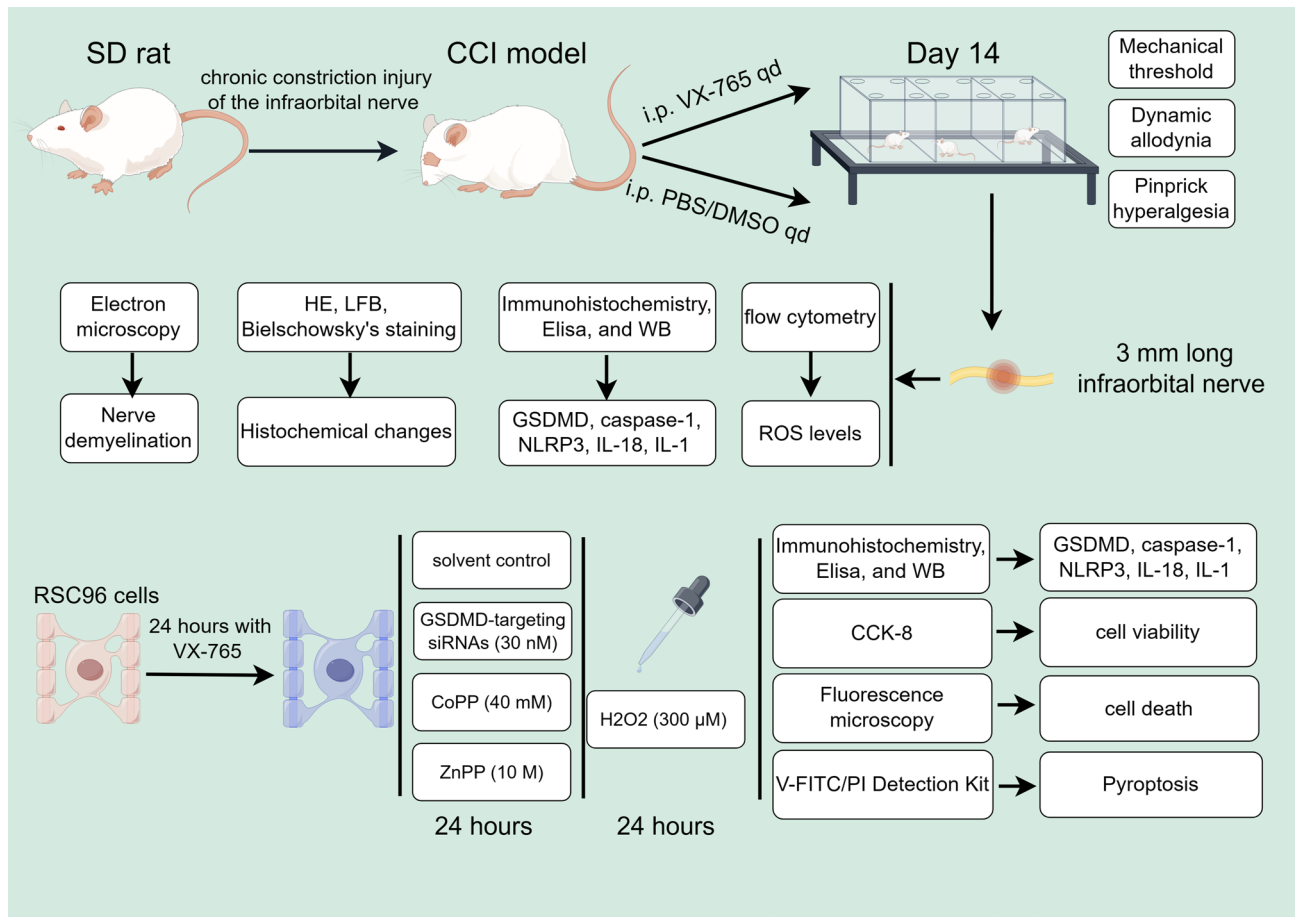 SD rat
chronic constriction injury
of the infraorbital nerve
CCI model
i.p. VX-765 qd
i.p. PBS/DMSO qd
Day 14
Mechanical
threshold
Dynamic
allodynia
Pinprick
hyperalgesia
Electron
microscopy
HE, LFB,
Bielschowsky's staining
Immunohistochemistry,
Elisa, and WB
flow cytometry
3 mm long
infraorbital nerve
Nerve
demyelination
Histochemical changes
GSDMD, caspase-1,
NLRP3, IL-18, IL-1
ROS levels
RSC96 cells
24 hours with
VX-765
solvent control
GSDMD-targeting
siRNAs (30 nM)
CoPP (40 mM)
ZnPP (10 M)
24 hours
H2O2 (300 µM)
24 hours
Immunohistochemistry,
Elisa, and WB
GSDMD, caspase-1,
NLRP3, IL-18, IL-1
CCK-8
cell viability
Fluorescence
microscopy
cell death
V-FITC/PI Detection Kit
Pyroptosis